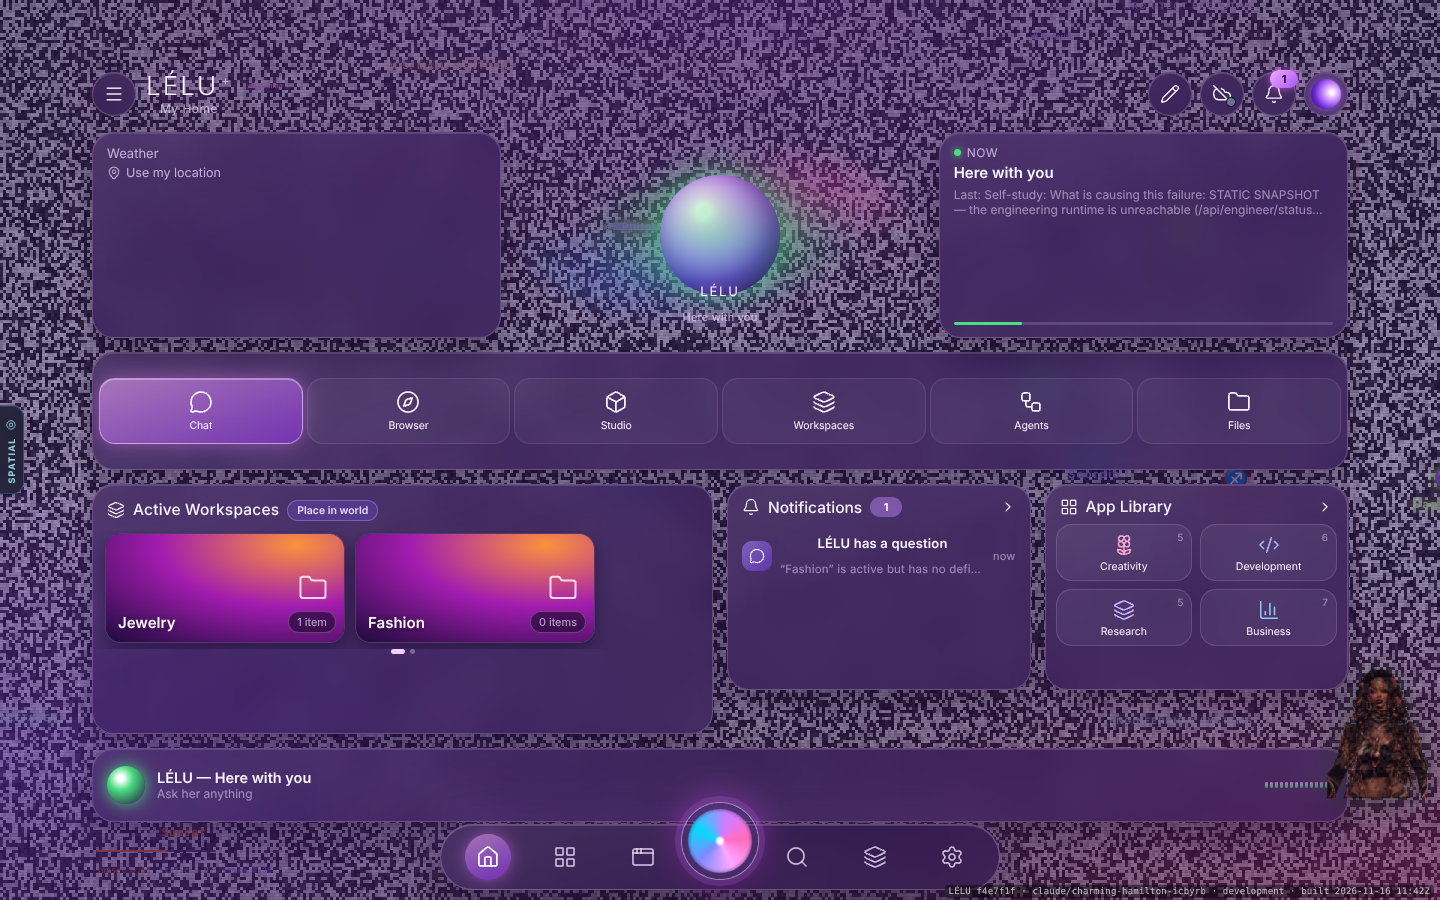 LÉLU+
My Home
1
Weather
Use my location
LÉLU
Here with you
NOW
Here with you
Last: Self-study: What is causing this failure: STATIC SNAPSHOT
— the engineering runtime is unreachable (/api/engineer/status...
Chat
Browser
Studio
Workspaces
Agents
Files
SPATIAL
Active Workspaces
Place in world
Jewelry
1 item
Fashion
0 items
Notifications
1
LÉLU has a question
“Fashion” is active but has no defi...
now
App Library
Creativity
5
Development
6
Research
5
Business
7
LÉLU — Here with you
Ask her anything
LÉLU f4e7f1f · claude/charming-hamilton-icbyrb · development · built 2026-11-16 11:42Z